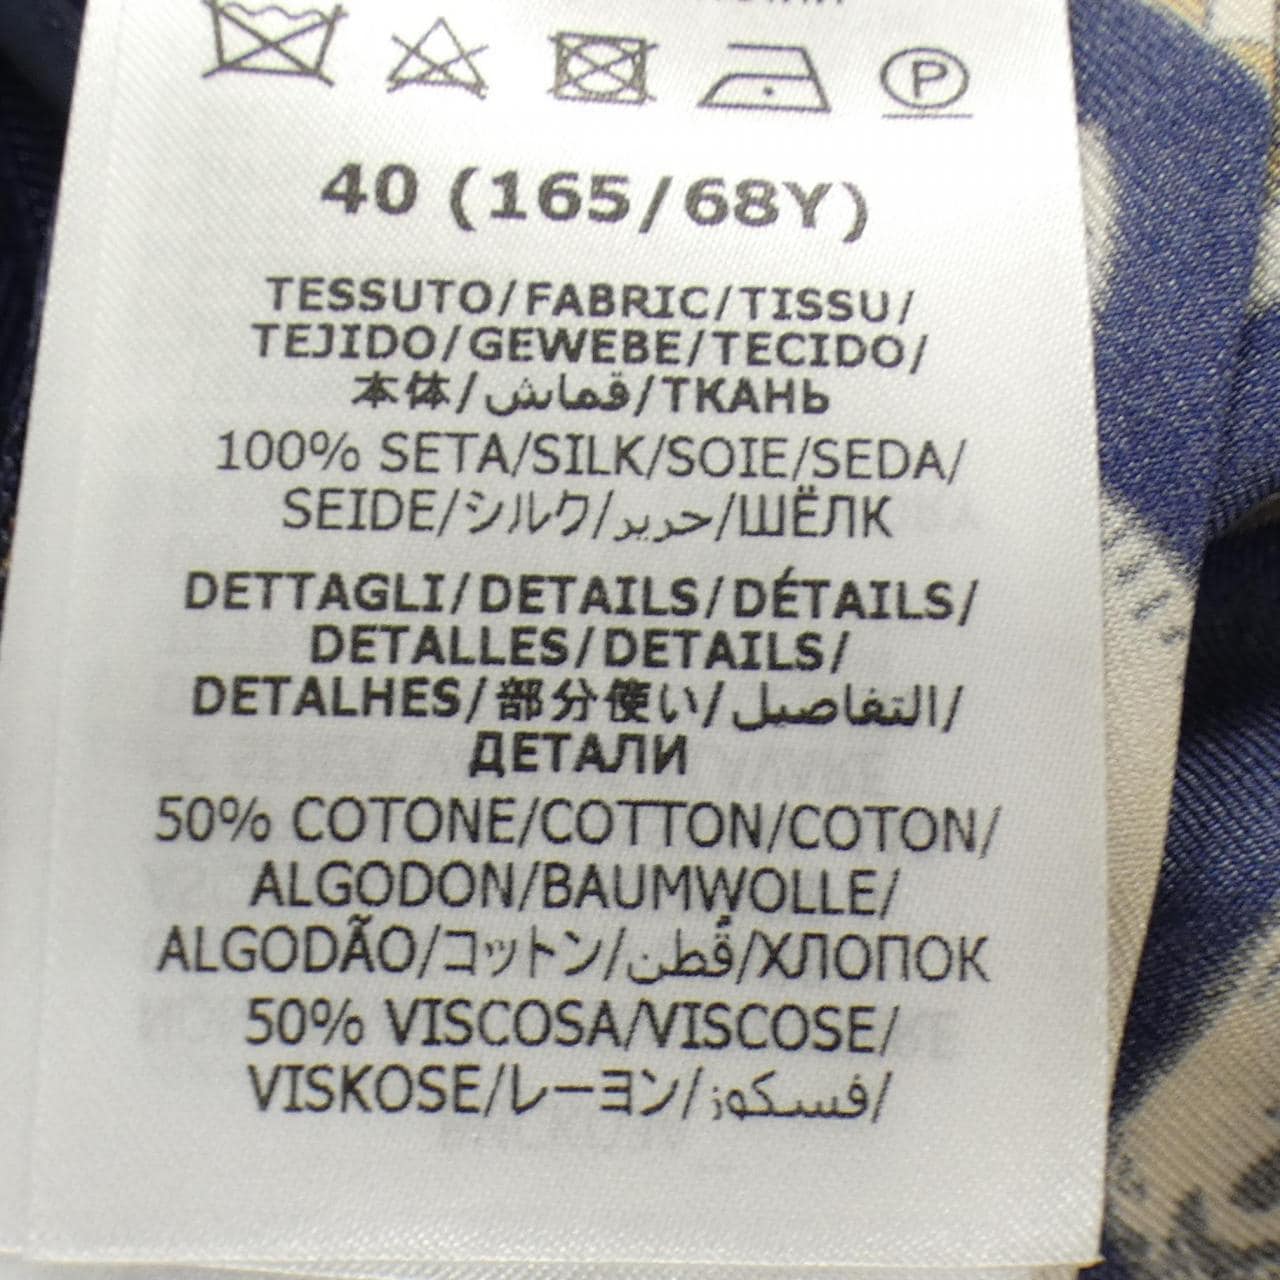 P
40 (165/68Y)
TESSUTO/FABRIC/TISSU/
TEJIDO/GEWEBE/TECIDO/
本体/قماش/ТКАНЬ
100% SETA/SILK/SOIE/SEDA/
SEIDE/シルク/حرير/ШЁЛК
DETTAGLI/DETAILS/DÉTAILS/
DETALLES/DETAILS/
DETALHES/部分使い/التفاصيل/
ДЕТАЛИ
50% COTONE/COTTON/COTON/
ALGODON/BAUMWOLLE/
ALGODÃO/コットン/قُطن/ХЛОПОК
50% VISCOSA/VISCOSE/
VISKOSE/レーヨン/فسكوز/